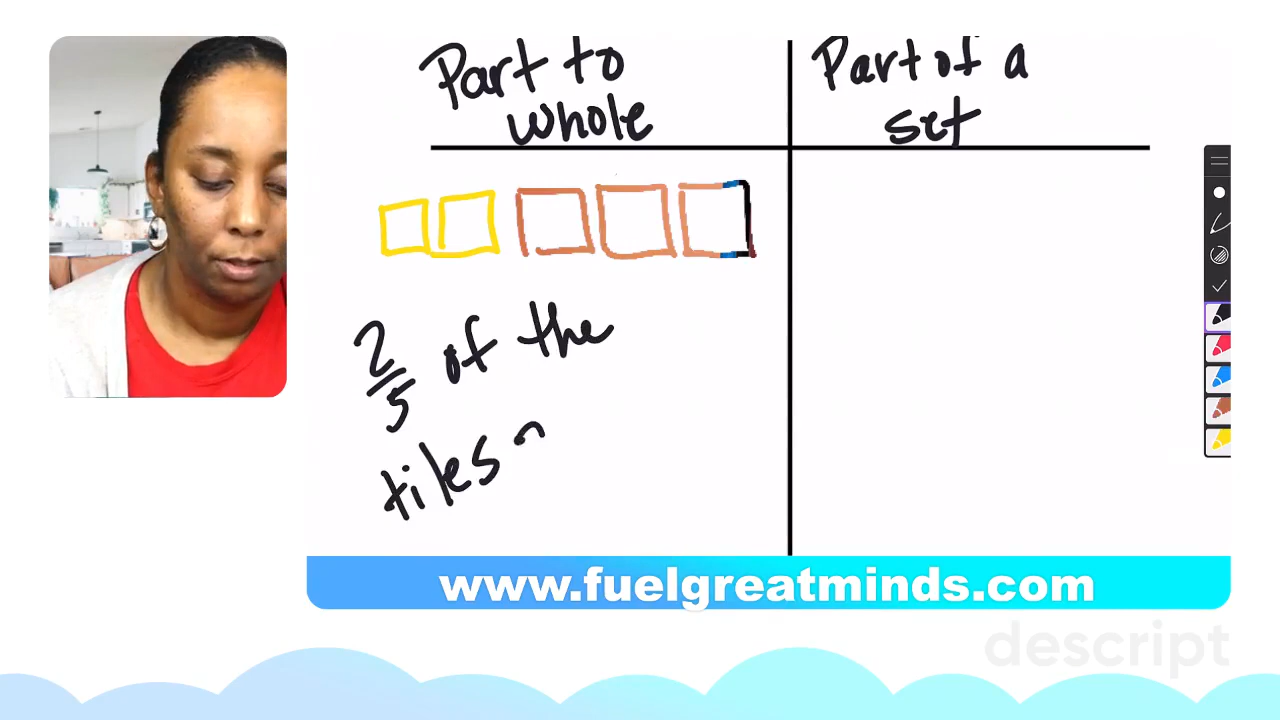 Part to
whole
Part of a
set
2/5 of the
tiles
www.fuelgreatminds.com
descript